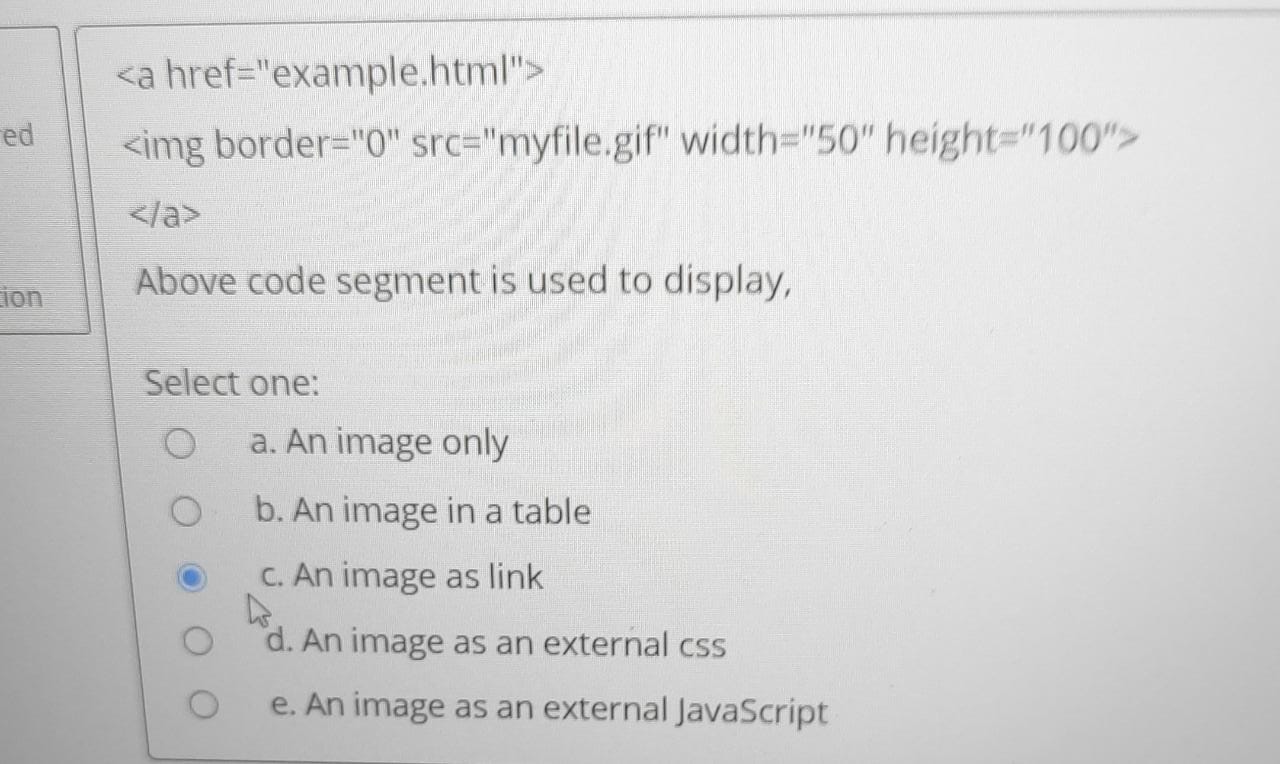 <a href="example.html">
<img border="0" src="myfile.gif" width="50" height="100">
</a>
Above code segment is used to display,
Select one:
a. An image only
b. An image in a table
c. An image as link
d. An image as an external css
e. An image as an external JavaScript